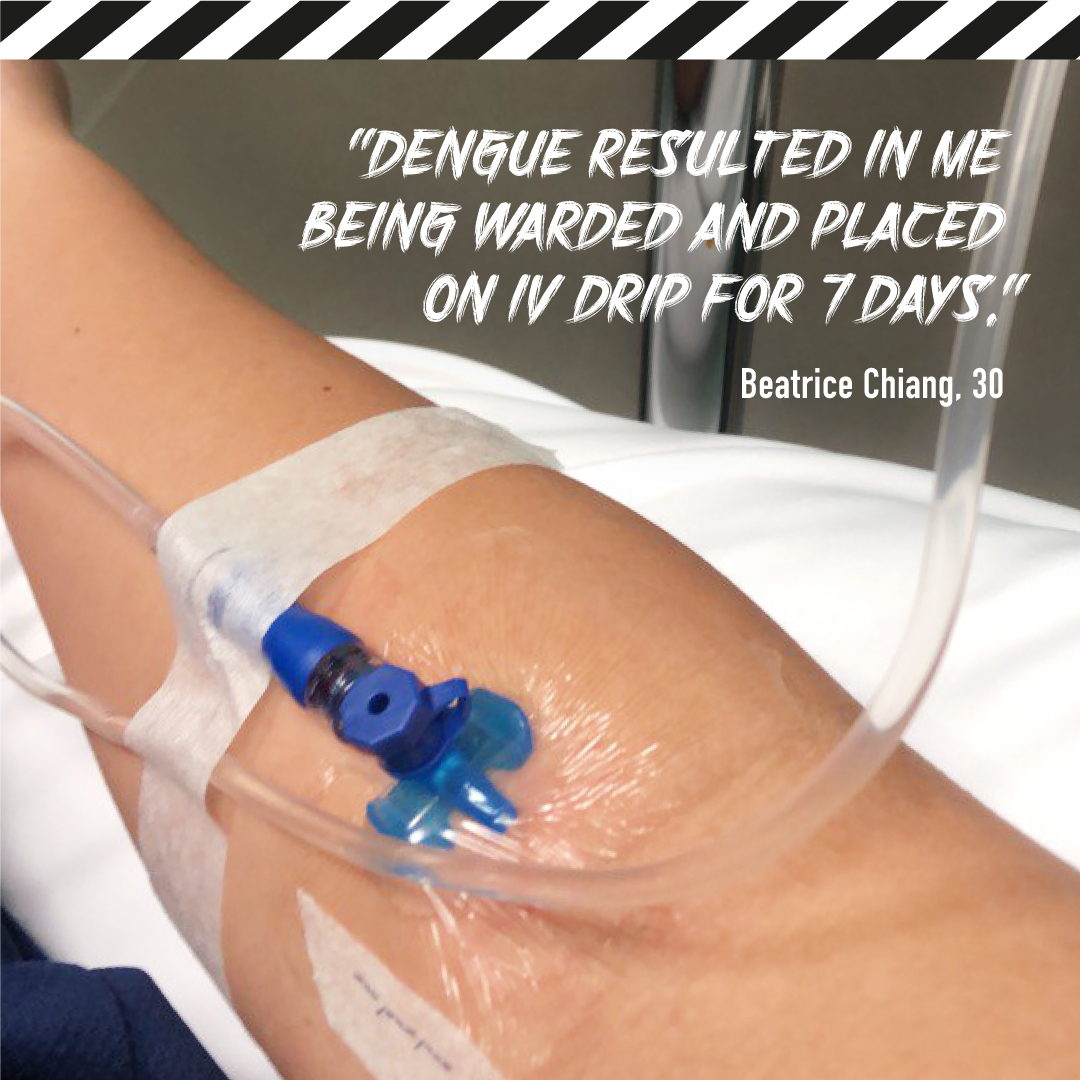 "DENGUE RESULTED IN ME
BEING WARDED AND PLACED
ON IV DRIP FOR 7 DAYS."
Beatrice Chiang, 30